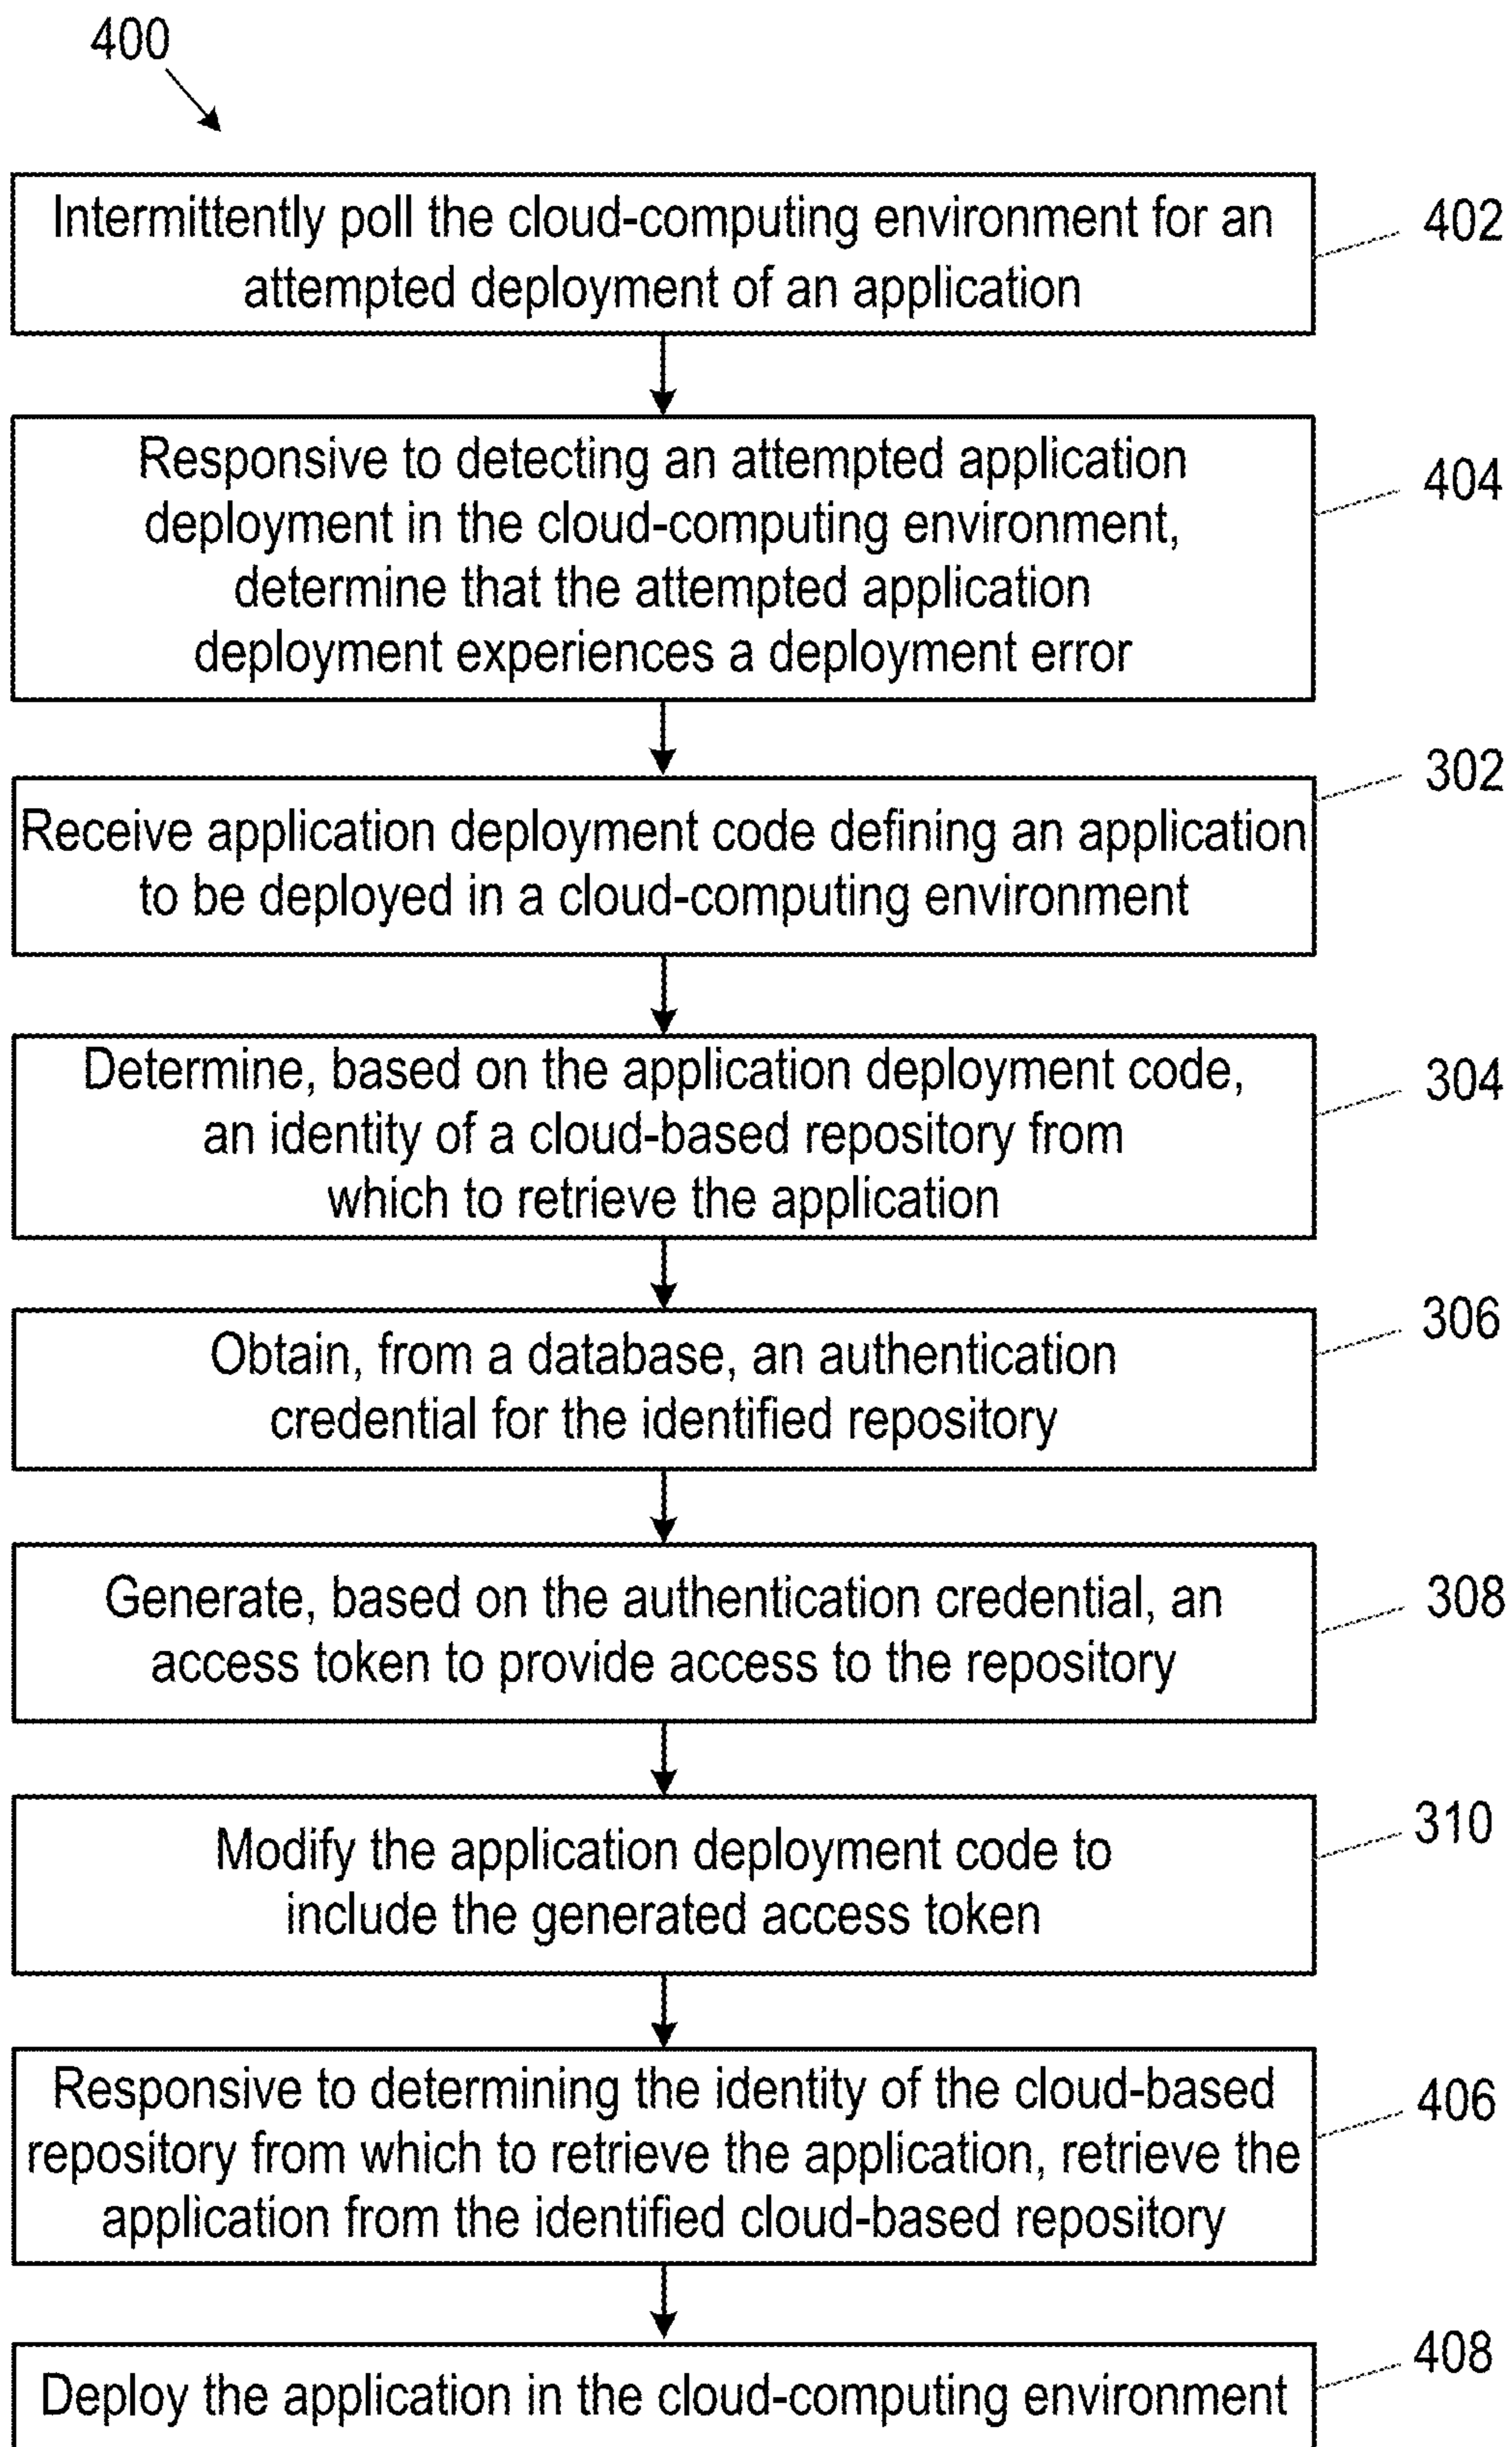 400
Intermittently poll the cloud-computing environment for an
attempted deployment of an application
402
Responsive to detecting an attempted application
deployment in the cloud-computing environment,
determine that the attempted application
deployment experiences a deployment error
404
Receive application deployment code defining an application
to be deployed in a cloud-computing environment
302
Determine, based on the application deployment code,
an identity of a cloud-based repository from
which to retrieve the application
304
Obtain, from a database, an authentication
credential for the identified repository
306
Generate, based on the authentication credential, an
access token to provide access to the repository
308
Modify the application deployment code to
include the generated access token
310
Responsive to determining the identity of the cloud-based
repository from which to retrieve the application, retrieve the
application from the identified cloud-based repository
406
Deploy the application in the cloud-computing environment
408